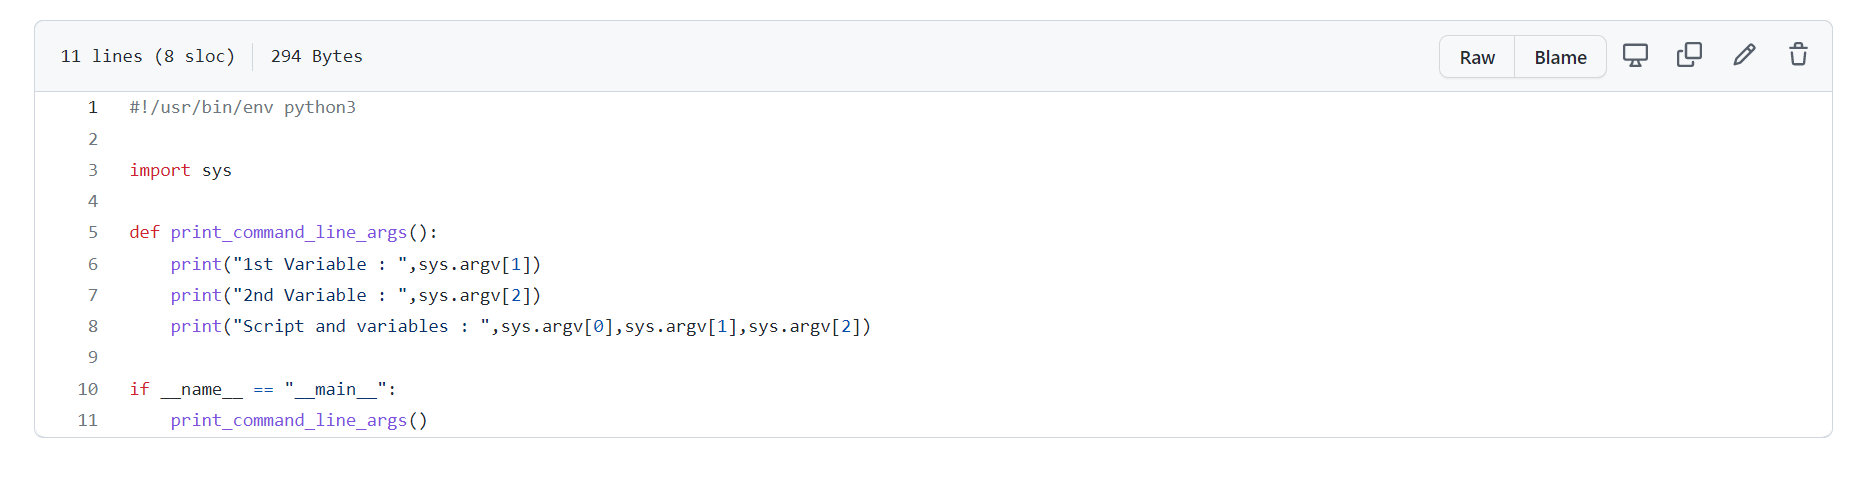 11 lines (8 sloc) 294 Bytes Raw Blame
1 #!/usr/bin/env python3
2
3 import sys
4
5 def print_command_line_args():
6     print("1st Variable : ",sys.argv[1])
7     print("2nd Variable : ",sys.argv[2])
8     print("Script and variables : ",sys.argv[0],sys.argv[1],sys.argv[2])
9
10 if __name__ == "__main__":
11     print_command_line_args()